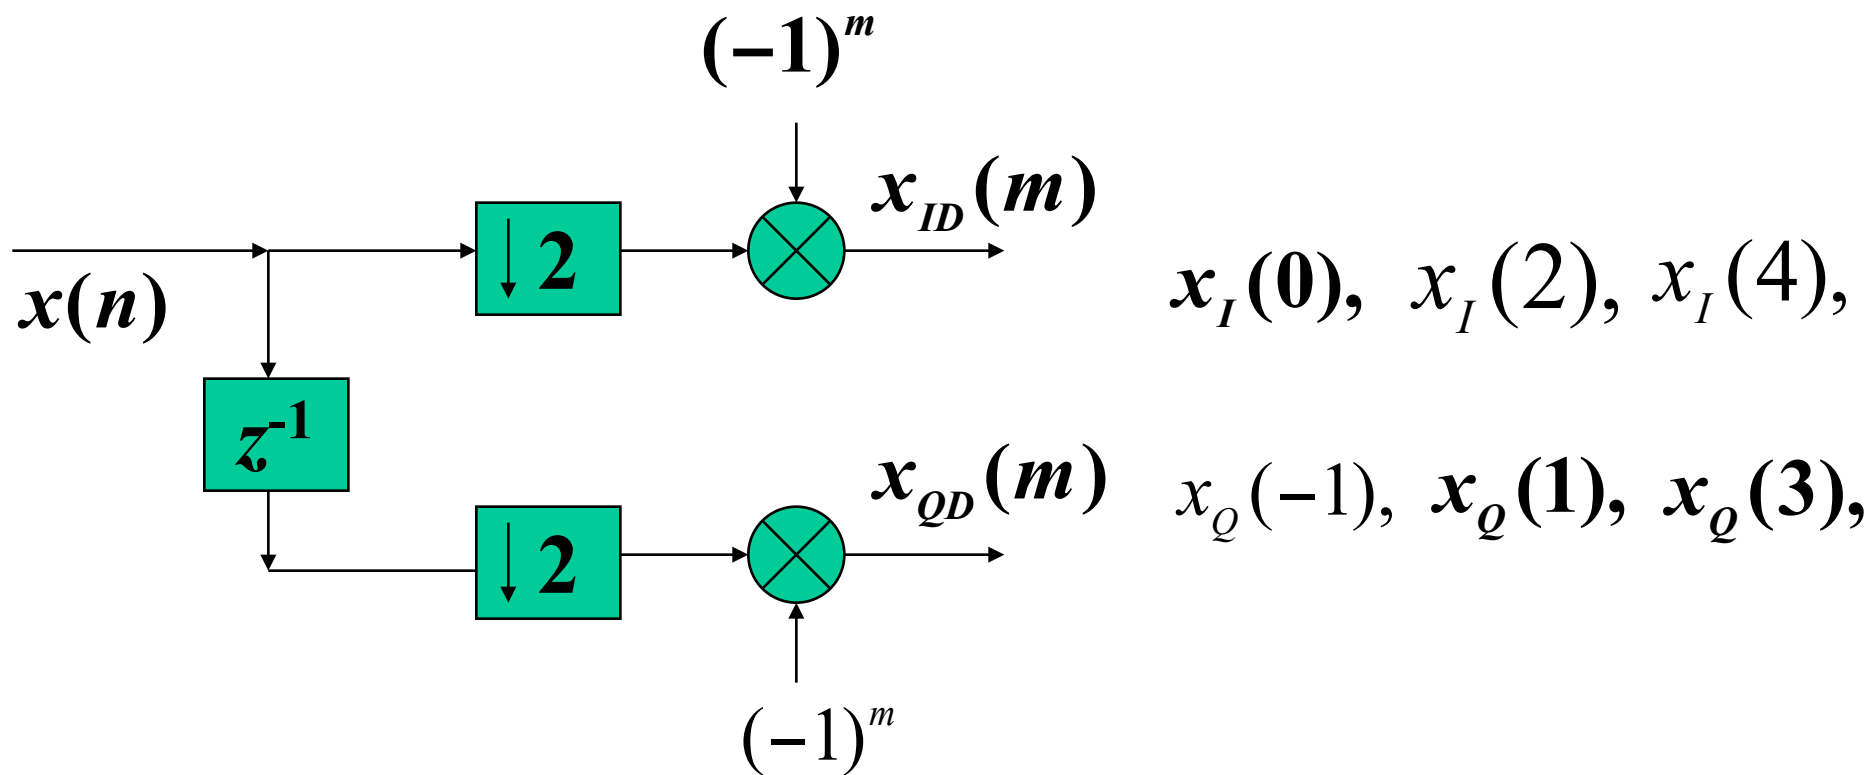 (−1)^m
x_ID(m)
↓ 2
x(n)
x_I(0), x_I(2), x_I(4),
z^-1
x_QD(m)
x_Q(−1), x_Q(1), x_Q(3),
↓ 2
(−1)^m